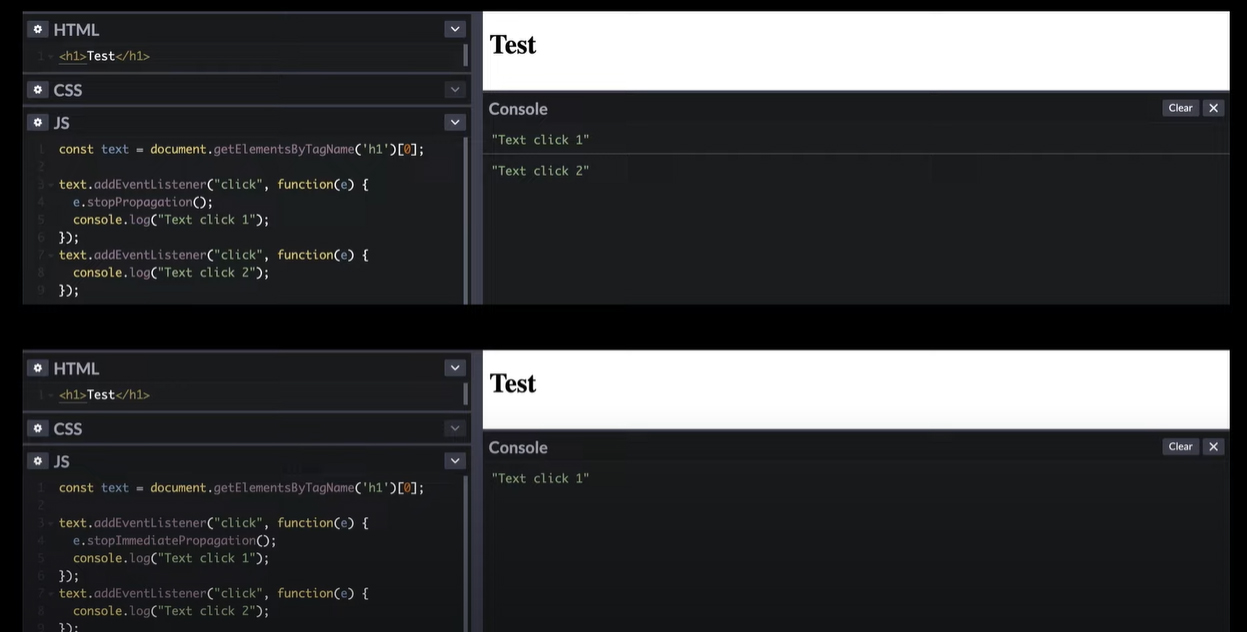 HTML
1 <h1>Test</h1>
CSS
JS
1 const text = document.getElementsByTagName('h1')[0];
2
3 text.addEventListener("click", function(e) {
4 e.stopPropagation();
5 console.log("Text click 1");
6 });
7 text.addEventListener("click", function(e) {
8 console.log("Text click 2");
9 });
Test
Console
Clear
"Text click 1"
"Text click 2"
HTML
1 <h1>Test</h1>
CSS
JS
1 const text = document.getElementsByTagName('h1')[0];
2
3 text.addEventListener("click", function(e) {
4 e.stopImmediatePropagation();
5 console.log("Text click 1");
6 });
7 text.addEventListener("click", function(e) {
8 console.log("Text click 2");
9 });
Test
Console
Clear
"Text click 1"